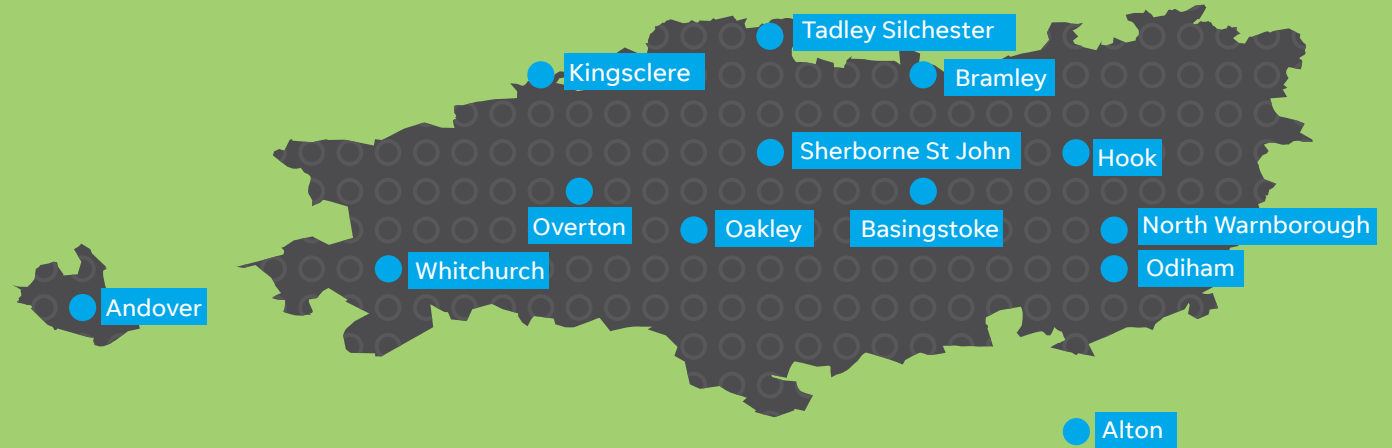 Tadley Silchester
Kingsclere
Bramley
Sherborne St John
Hook
Overton
Oakley
Basingstoke
North Warnborough
Whitchurch
Odiham
Andover
Alton